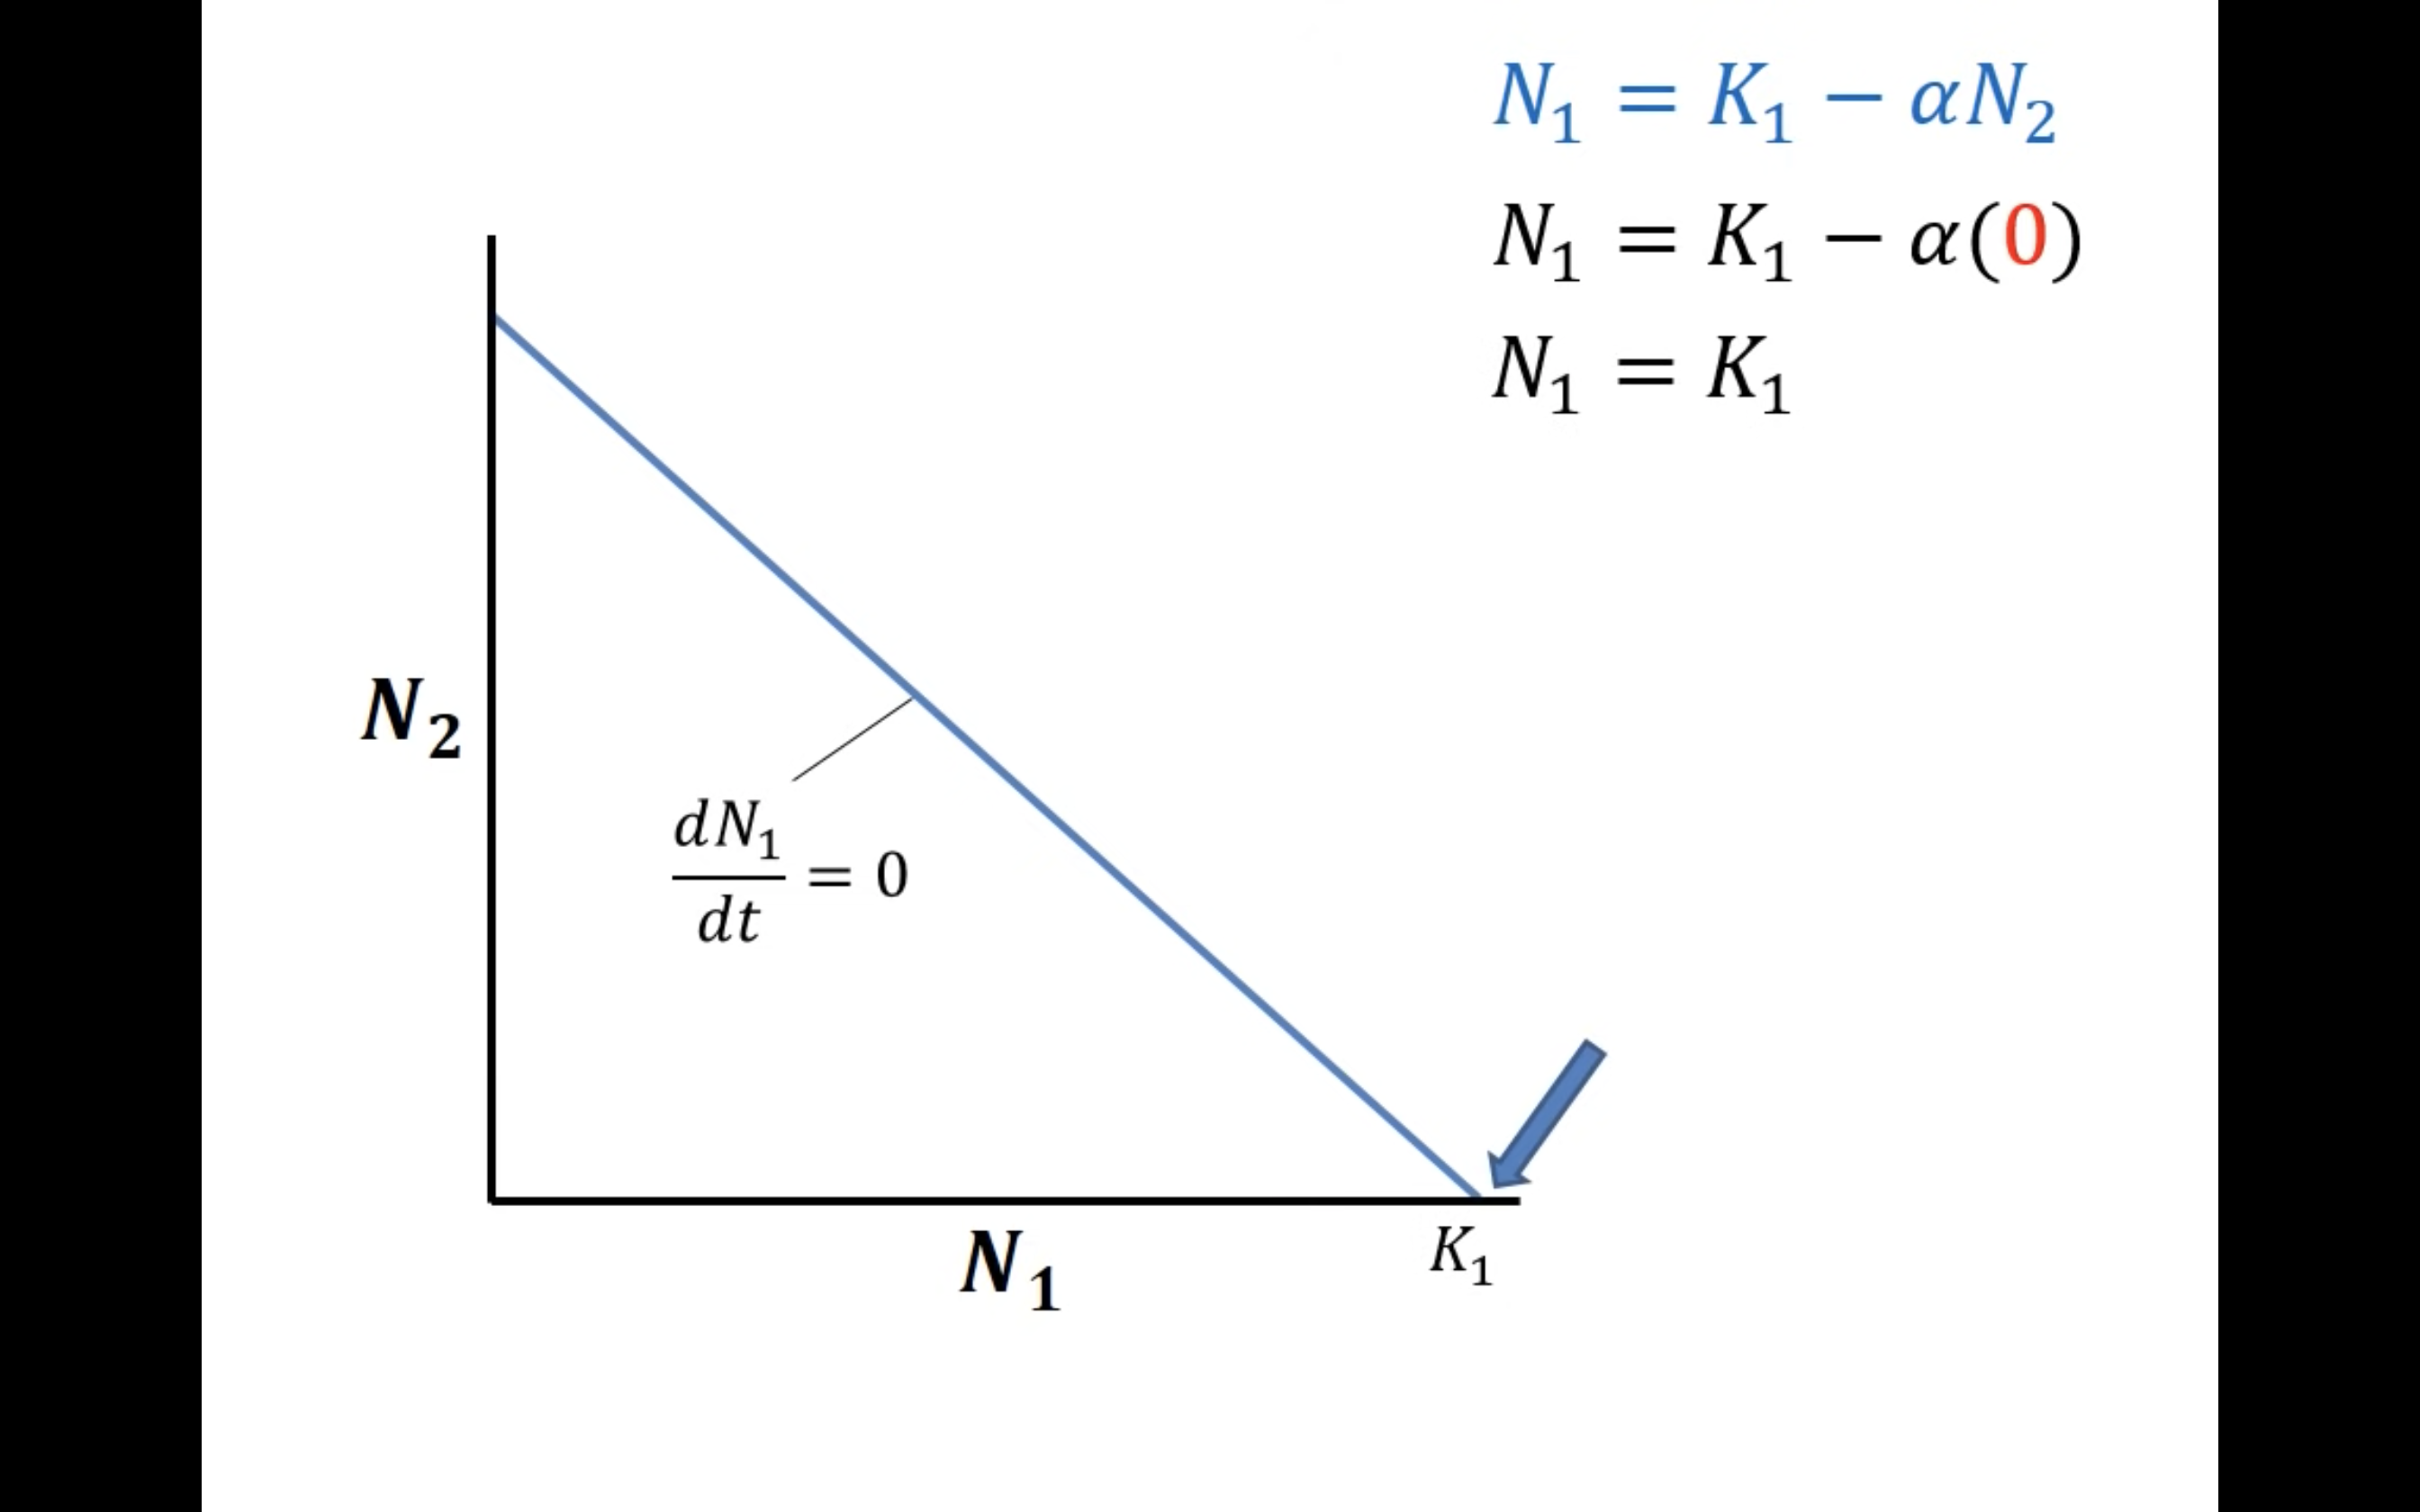 N₁ = K₁ − αN₂
N₁ = K₁ − α(0)
N₁ = K₁
N₂
dN₁/dt = 0
K₁
N₁